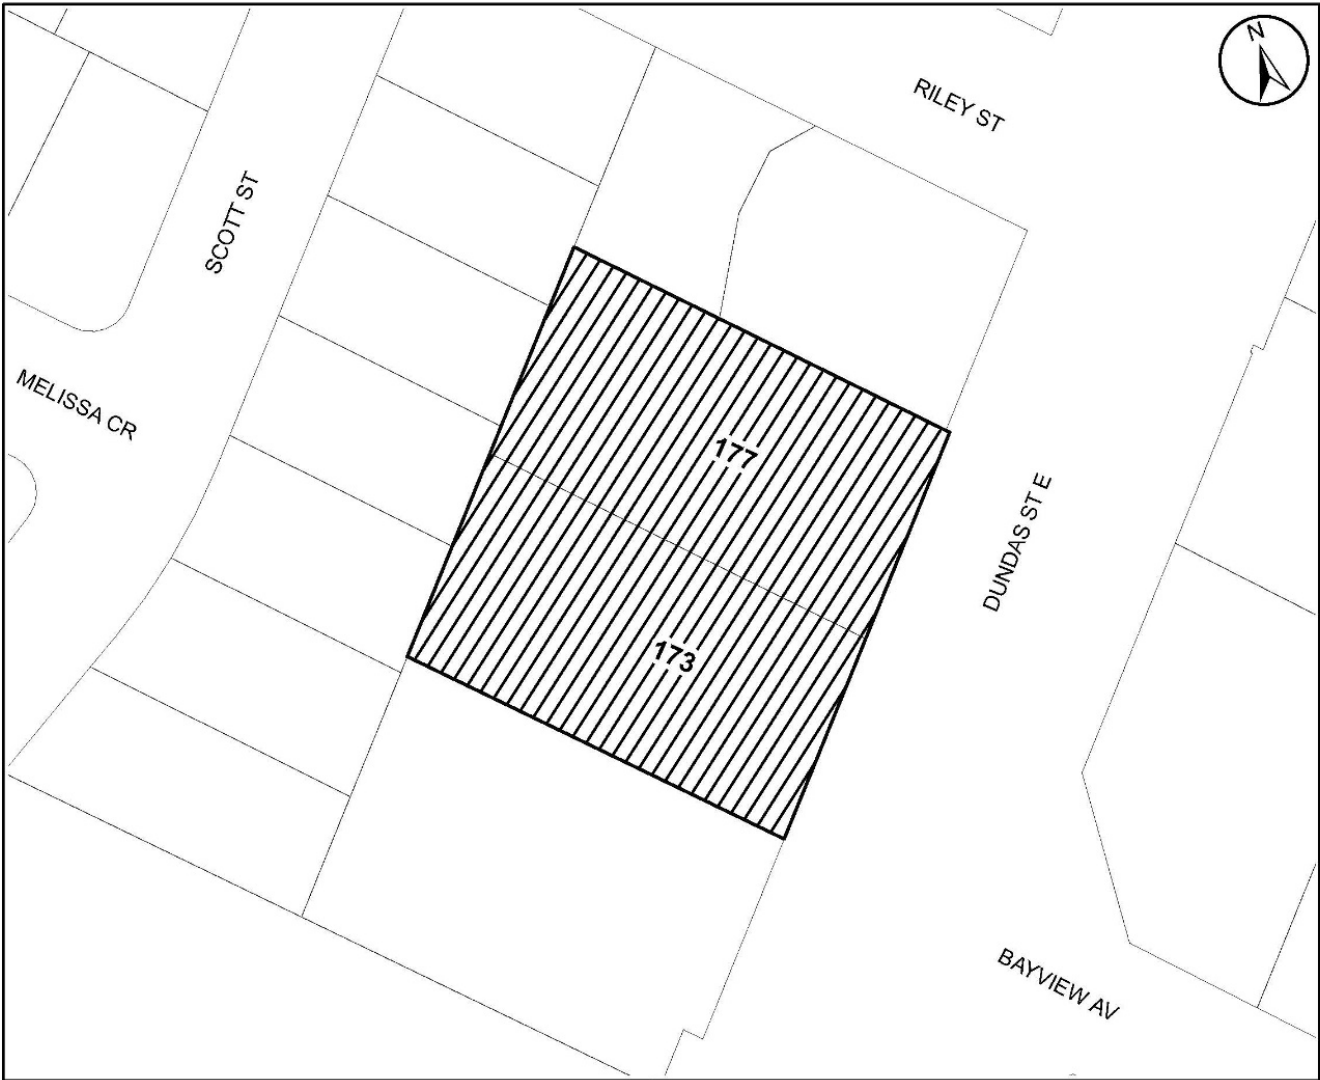 N
RILEY ST
SCOTT ST
MELISSA CR
177
DUNDAS ST E
173
BAYVIEW AV